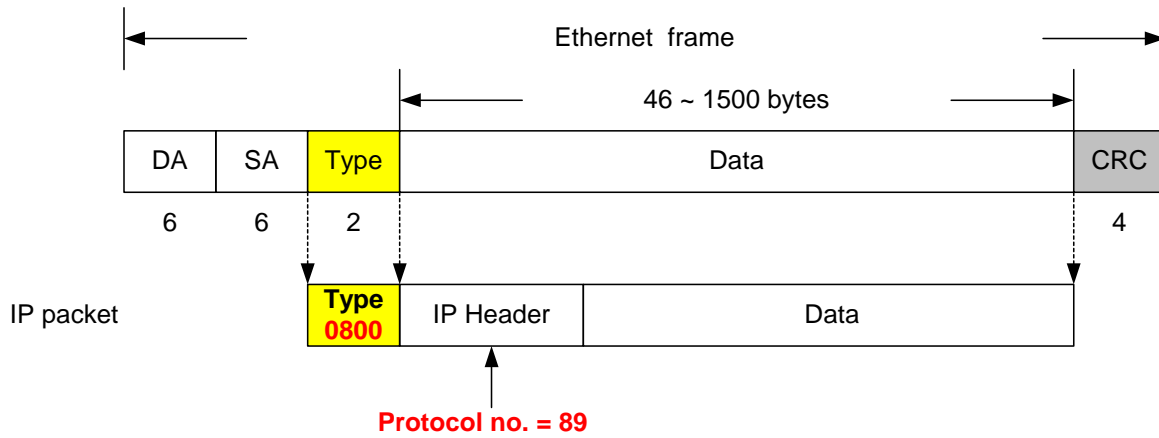 Ethernet frame
46 ~ 1500 bytes
DA SA Type Data CRC
6 6 2 4
IP packet
Type
0800
IP Header Data
Protocol no. = 89